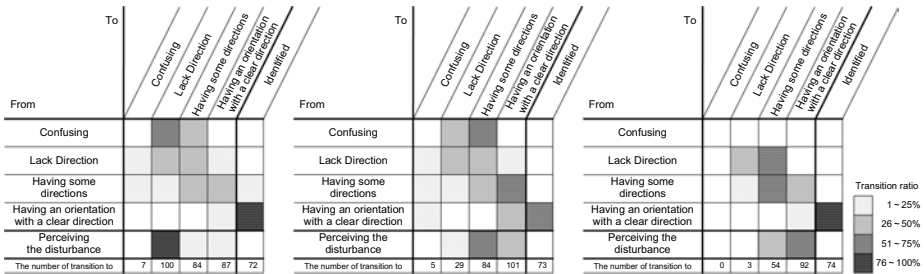 To
Confusing
Lack Direction
Having some directions
Having an orientation
with a clear direction
Identified
From
Confusing
Lack Direction
Having some
directions
Having an orientation
with a clear direction
Perceiving
the disturbance
The number of transition to 7 100 84 87 72
To
Confusing
Lack Direction
Having some directions
Having an orientation
with a clear direction
Identified
From
Confusing
Lack Direction
Having some
directions
Having an orientation
with a clear direction
Perceiving
the disturbance
The number of transition to 5 29 84 101 73
To
Confusing
Lack Direction
Having some directions
Having an orientation
with a clear direction
Identified
From
Confusing
Lack Direction
Having some
directions
Having an orientation
with a clear direction
Perceiving
the disturbance
The number of transition to 0 3 54 92 74
Transition ratio
1~25%
26~50%
51~75%
76~100%